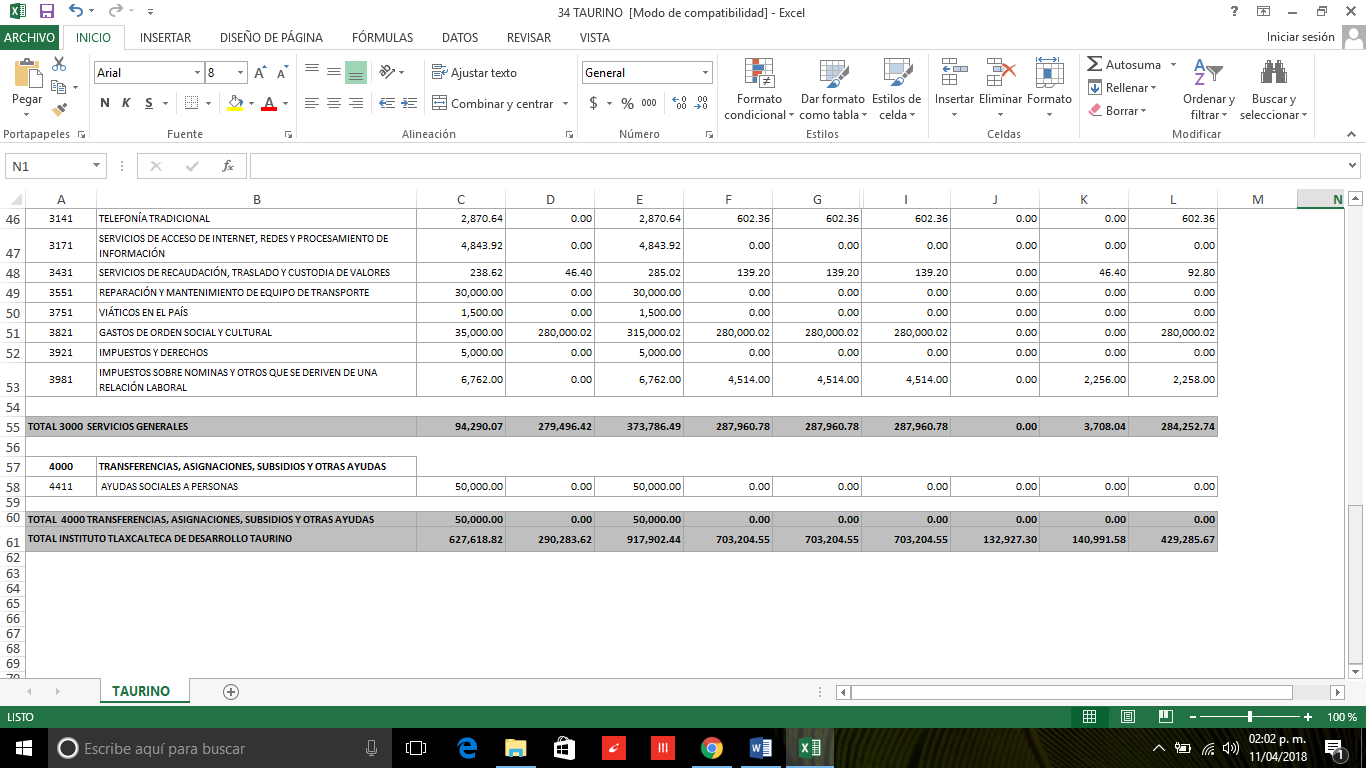 34 TAURINO [Modo de compatibilidad] - Excel
ARCHIVO INICIO INSERTAR DISEÑO DE PÁGINA FÓRMULAS DATOS REVISAR VISTA Iniciar sesión
Pegar
Portapapeles
Arial 8
N K S
Fuente
Ajustar texto
Combinar y centrar
Alineación
General
$ % 000
Número
Formato condicional
Dar formato como tabla
Estilos de celda
Estilos
Insertar Eliminar Formato
Celdas
Autosuma
Rellenar
Borrar
Ordenar y filtrar
Buscar y seleccionar
Modificar
N1 fx
A B C D E F G I J K L M N
46 3141 TELEFONÍA TRADICIONAL 2,870.64 0.00 2,870.64 602.36 602.36 602.36 0.00 0.00 602.36
47 3171 SERVICIOS DE ACCESO DE INTERNET, REDES Y PROCESAMIENTO DE INFORMACIÓN 4,843.92 0.00 4,843.92 0.00 0.00 0.00 0.00 0.00 0.00
48 3431 SERVICIOS DE RECAUDACIÓN, TRASLADO Y CUSTODIA DE VALORES 238.62 46.40 285.02 139.20 139.20 139.20 0.00 46.40 92.80
49 3551 REPARACIÓN Y MANTENIMIENTO DE EQUIPO DE TRANSPORTE 30,000.00 0.00 30,000.00 0.00 0.00 0.00 0.00 0.00 0.00
50 3751 VIÁTICOS EN EL PAÍS 1,500.00 0.00 1,500.00 0.00 0.00 0.00 0.00 0.00 0.00
51 3821 GASTOS DE ORDEN SOCIAL Y CULTURAL 35,000.00 280,000.02 315,000.02 280,000.02 280,000.02 280,000.02 0.00 0.00 280,000.02
52 3921 IMPUESTOS Y DERECHOS 5,000.00 0.00 5,000.00 0.00 0.00 0.00 0.00 0.00 0.00
53 3981 IMPUESTOS SOBRE NOMINAS Y OTROS QUE SE DERIVEN DE UNA RELACIÓN LABORAL 6,762.00 0.00 6,762.00 4,514.00 4,514.00 4,514.00 0.00 2,256.00 2,258.00
54
55 TOTAL 3000 SERVICIOS GENERALES 94,290.07 279,496.42 373,786.49 287,960.78 287,960.78 287,960.78 0.00 3,708.04 284,252.74
56
57 4000 TRANSFERENCIAS, ASIGNACIONES, SUBSIDIOS Y OTRAS AYUDAS
58 4411 AYUDAS SOCIALES A PERSONAS 50,000.00 0.00 50,000.00 0.00 0.00 0.00 0.00 0.00 0.00
59
60 TOTAL 4000 TRANSFERENCIAS, ASIGNACIONES, SUBSIDIOS Y OTRAS AYUDAS 50,000.00 0.00 50,000.00 0.00 0.00 0.00 0.00 0.00 0.00
61 TOTAL INSTITUTO TLAXCALTECA DE DESARROLLO TAURINO 627,618.82 290,283.62 917,902.44 703,204.55 703,204.55 703,204.55 132,927.30 140,991.58 429,285.67
62
63
64
65
66
67
68
69
70
TAURINO
LISTO 100 %
Escribe aquí para buscar
02:02 p. m.
11/04/2018
1